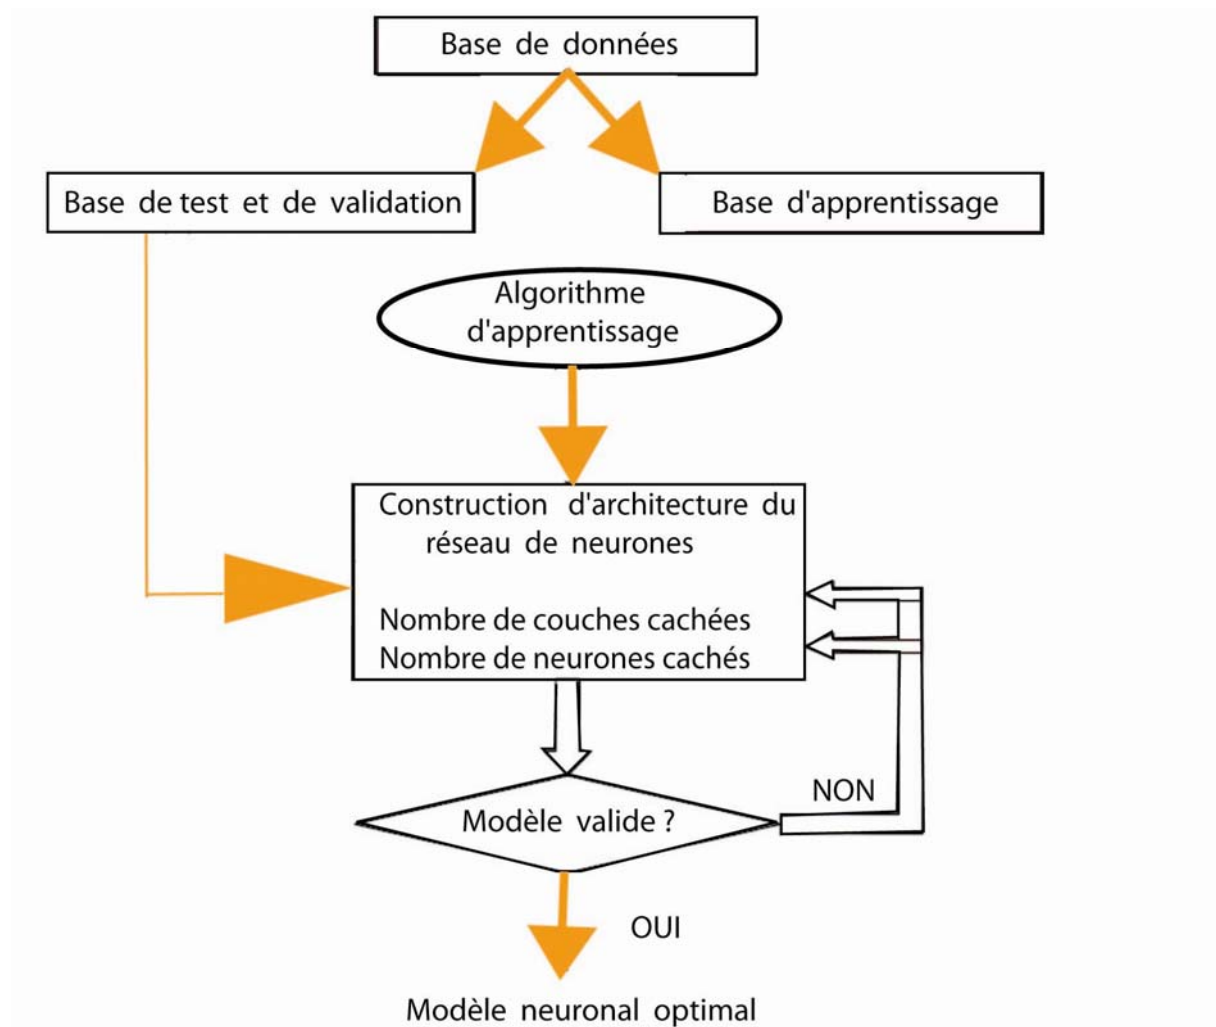 Base de données
Base de test et de validation
Base d'apprentissage
Algorithme
d'apprentissage
Construction d'architecture du
réseau de neurones
Nombre de couches cachées
Nombre de neurones cachés
Modèle valide ?
NON
OUI
Modèle neuronal optimal